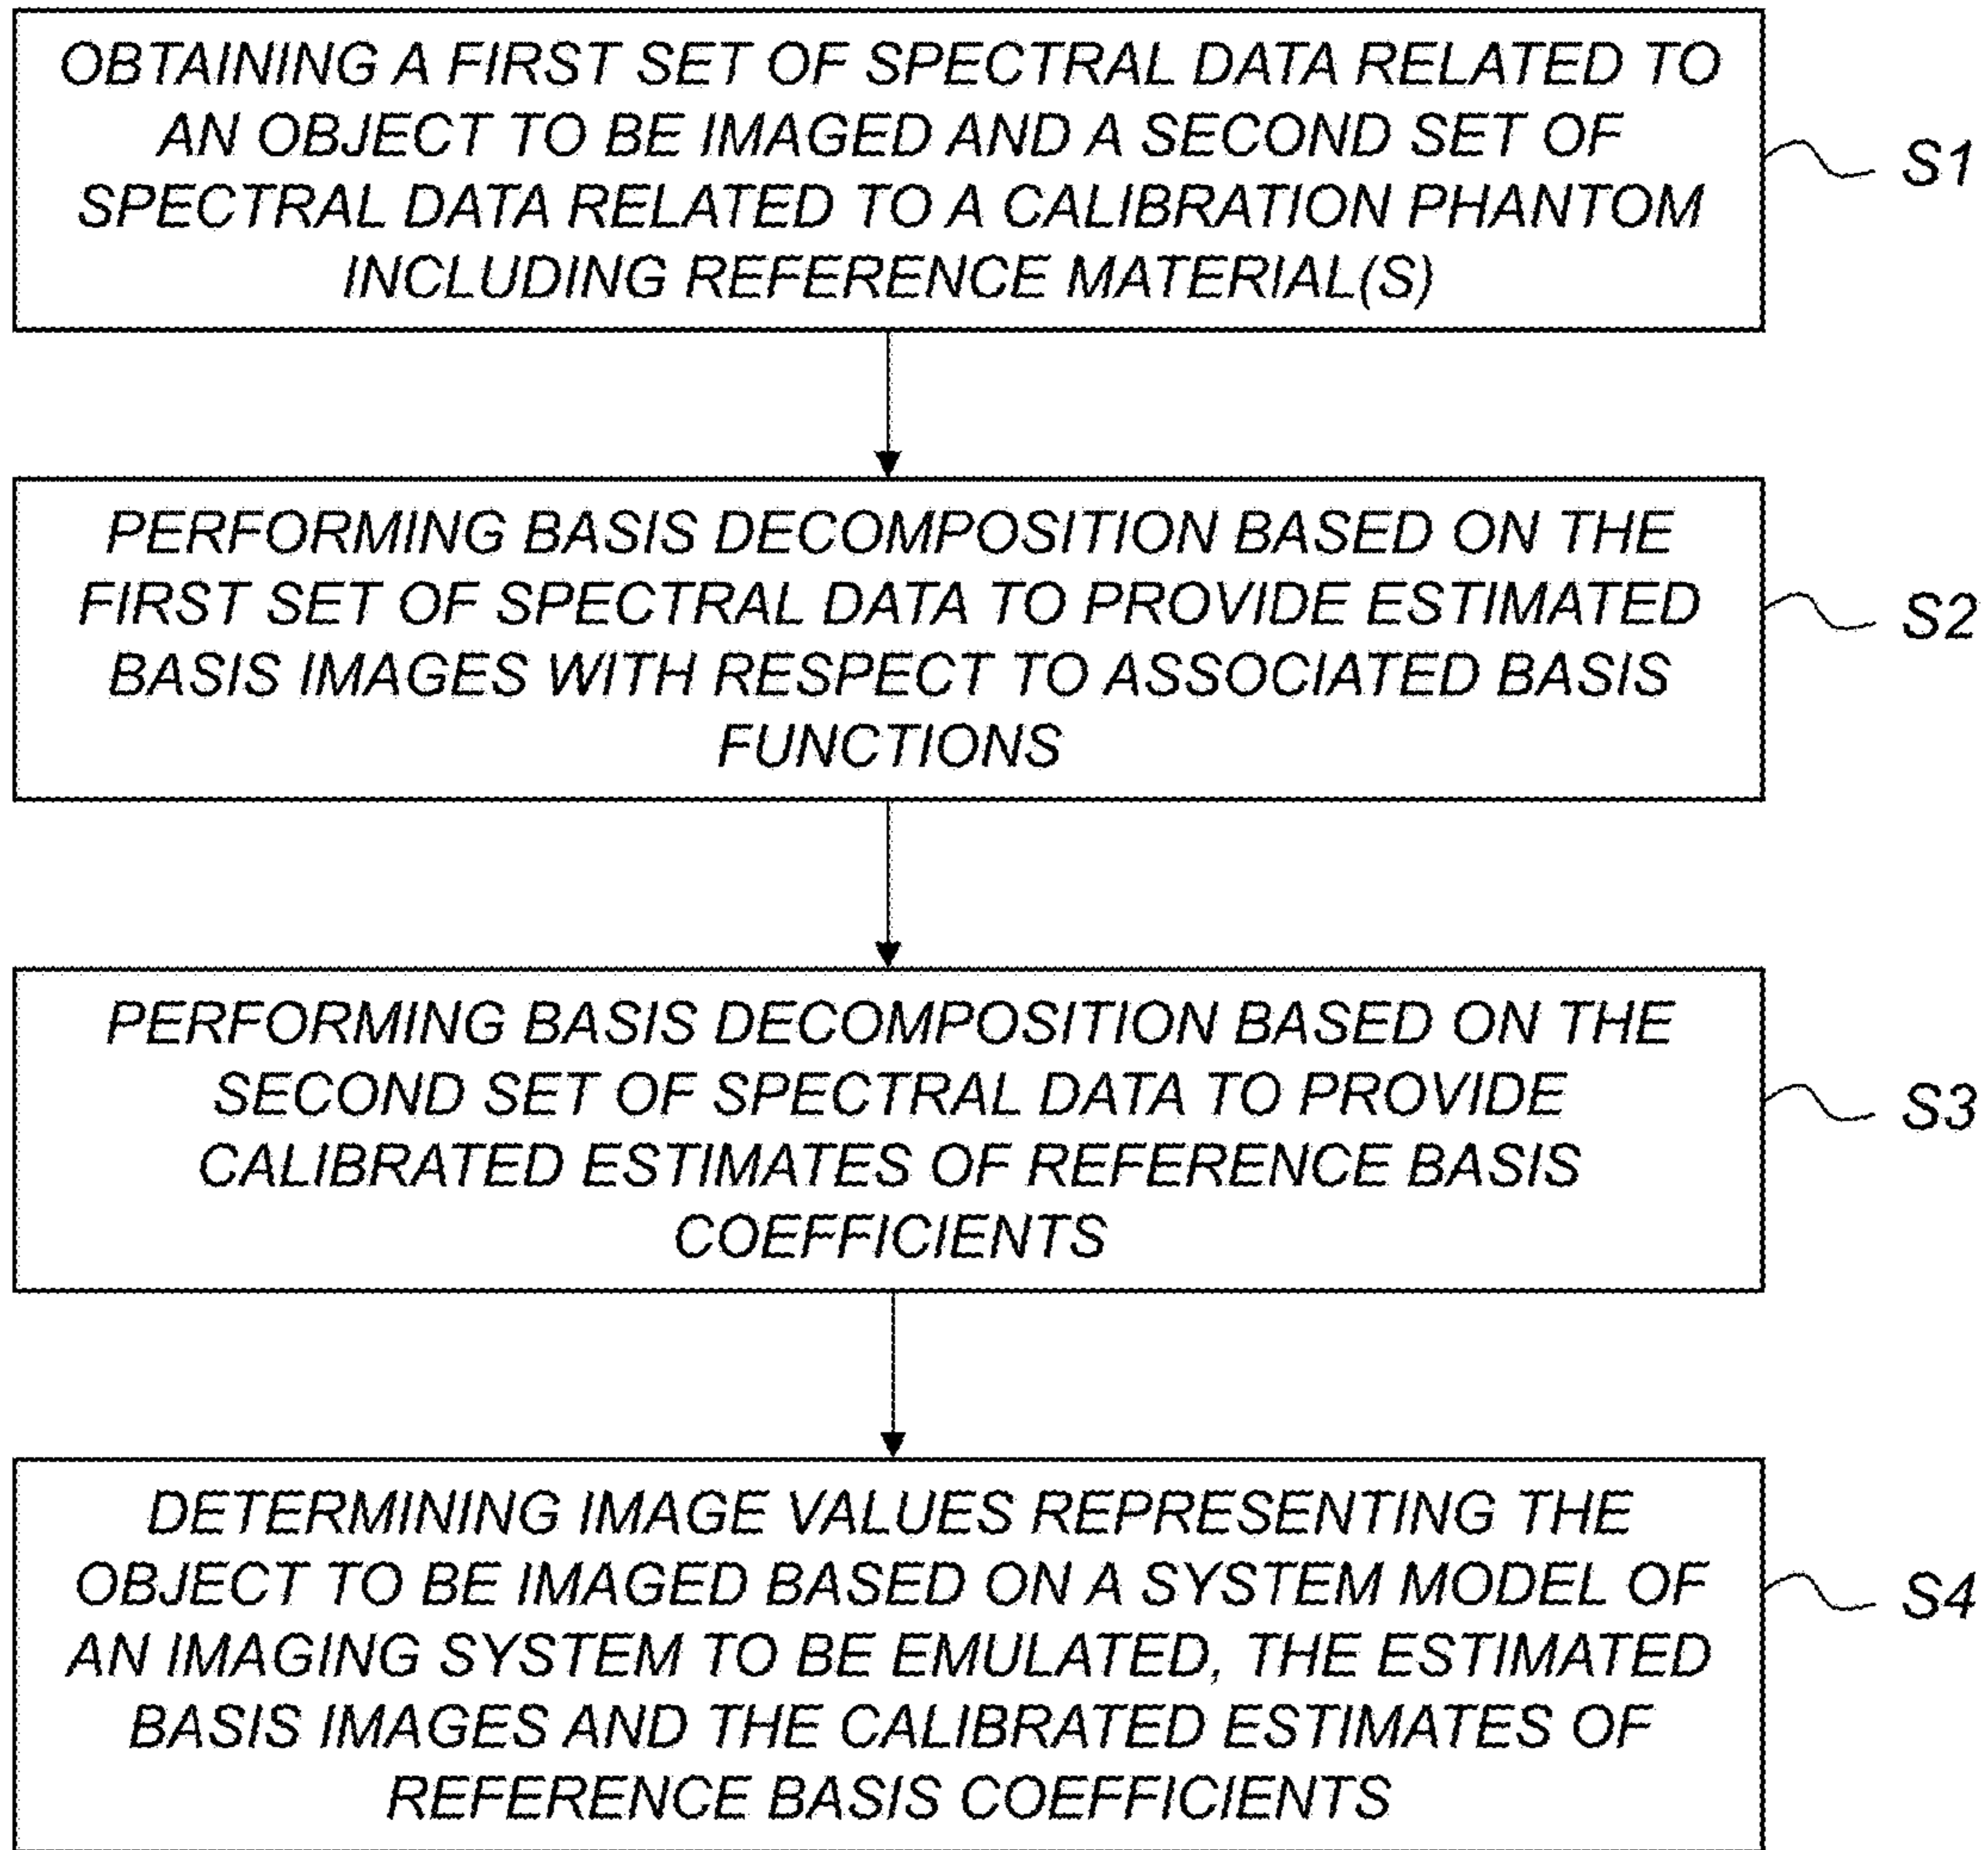 OBTAINING A FIRST SET OF SPECTRAL DATA RELATED TO
AN OBJECT TO BE IMAGED AND A SECOND SET OF
SPECTRAL DATA RELATED TO A CALIBRATION PHANTOM
INCLUDING REFERENCE MATERIAL(S)
S1
PERFORMING BASIS DECOMPOSITION BASED ON THE
FIRST SET OF SPECTRAL DATA TO PROVIDE ESTIMATED
BASIS IMAGES WITH RESPECT TO ASSOCIATED BASIS
FUNCTIONS
S2
PERFORMING BASIS DECOMPOSITION BASED ON THE
SECOND SET OF SPECTRAL DATA TO PROVIDE
CALIBRATED ESTIMATES OF REFERENCE BASIS
COEFFICIENTS
S3
DETERMINING IMAGE VALUES REPRESENTING THE
OBJECT TO BE IMAGED BASED ON A SYSTEM MODEL OF
AN IMAGING SYSTEM TO BE EMULATED, THE ESTIMATED
BASIS IMAGES AND THE CALIBRATED ESTIMATES OF
REFERENCE BASIS COEFFICIENTS
S4